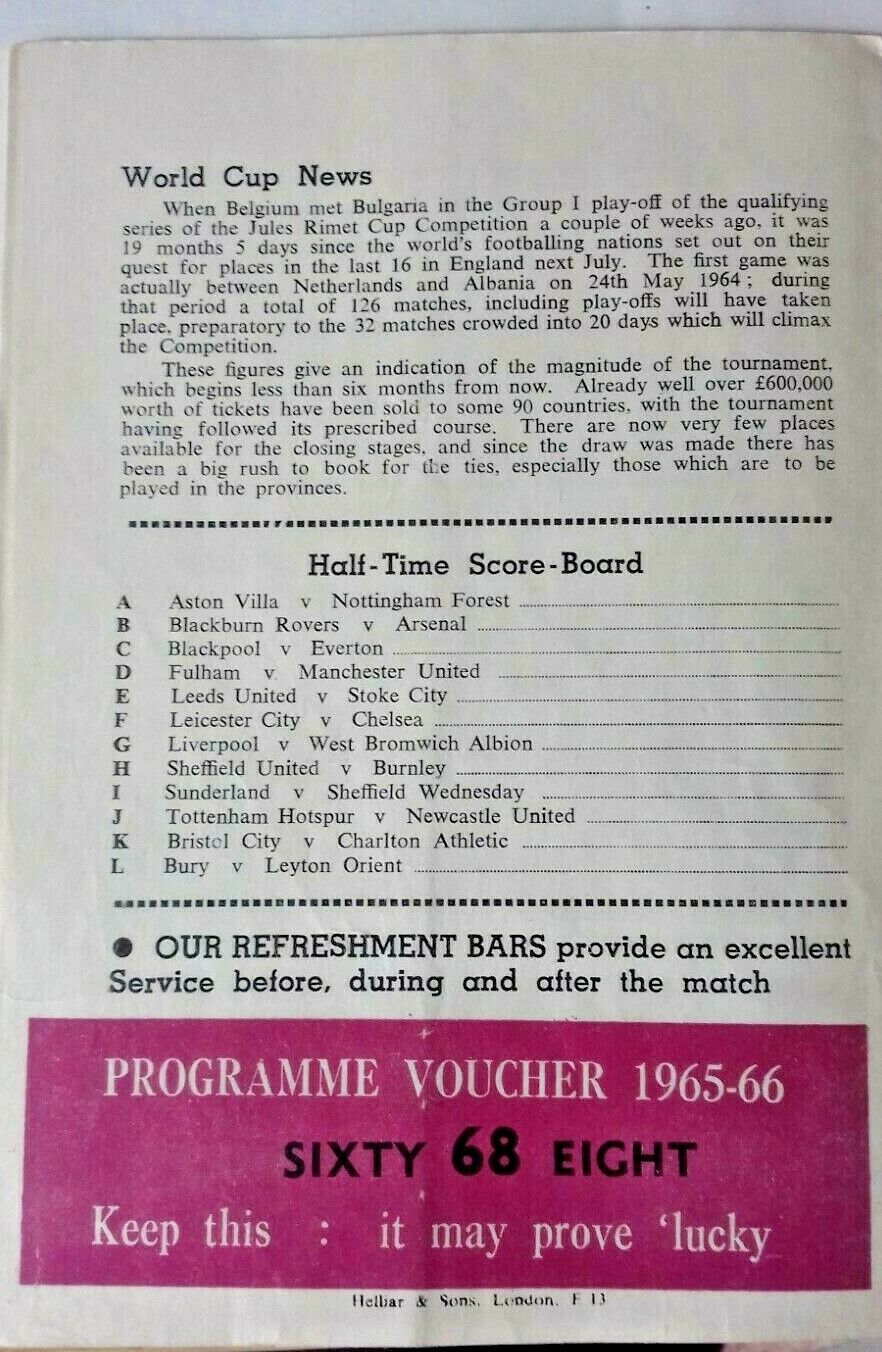 World Cup News
When Belgium met Bulgaria in the Group I play-off of the qualifying
series of the Jules Rimet Cup Competition a couple of weeks ago, it was
19 months 5 days since the world's footballing nations set out on their
quest for places in the last 16 in England next July. The first game was
actually between Netherlands and Albania on 24th May 1964; during
that period a total of 126 matches, including play-offs will have taken
place, preparatory to the 32 matches crowded into 20 days which will climax
the Competition.
These figures give an indication of the magnitude of the tournament,
which begins less than six months from now. Already well over £600,000
worth of tickets have been sold to some 90 countries, with the tournament
having followed its prescribed course. There are now very few places
available for the closing stages, and since the draw was made there has
been a big rush to book for the ties, especially those which are to be
played in the provinces.
Half-Time Score-Board
A Aston Villa v Nottingham Forest
B Blackburn Rovers v Arsenal
C Blackpool v Everton
D Fulham v Manchester United
E Leeds United v Stoke City
F Leicester City v Chelsea
G Liverpool v West Bromwich Albion
H Sheffield United v Burnley
I Sunderland v Sheffield Wednesday
J Tottenham Hotspur v Newcastle United
K Bristol City v Charlton Athletic
L Bury v Leyton Orient
● OUR REFRESHMENT BARS provide an excellent
Service before, during and after the match
PROGRAMME VOUCHER 1965-66
SIXTY 68 EIGHT
Keep this : it may prove 'lucky
Helliar & Sons, London, E 13